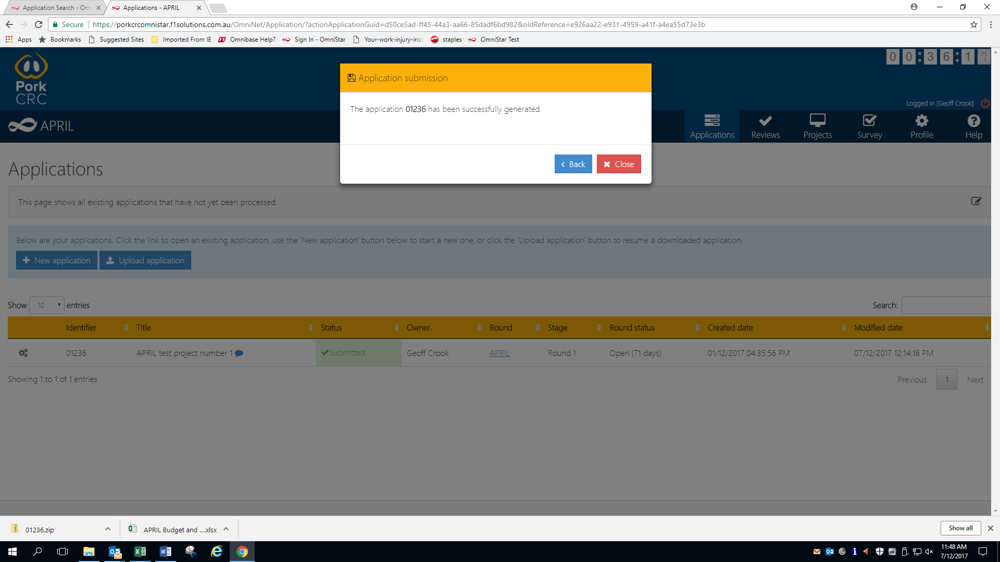 Application Search - Om
Applications - APRIL
Secure
https://porkcrcomnistar.f1solutions.com.au/OmniNet/Application/?actionApplicationGuid=d50ce5ad-ff45-44a3-aa66-85dadf6bd982&oldReference=e926aa22-e931-4959-a41f-a4ea55d73e3b
Apps Bookmarks Suggested Sites Imported From IE Omnibase Help? Sign In - OmniStar Your-work-injury-insu staples OmniStar Test
Pork
CRC
00:36:1
Logged in [Geoff Crook]
APRIL
Applications Reviews Projects Survey Profile Help
Application submission
The application 01236 has been successfully generated.
Back Close
Applications
This page shows all existing applications that have not yet been processed.
Below are your applications. Click the link to open an existing application, use the 'New application' button below to start a new one, or click the 'Upload application' button to resume a downloaded application.
New application Upload application
Show 10 entries Search:
Identifier Title Status Owner Round Stage Round status Created date Modified date
01236 APRIL test project number 1 Submitted Geoff Crook APRIL Round 1 Open (71 days) 01/12/2017 04:35:56 PM 07/12/2017 12:14:18 PM
Showing 1 to 1 of 1 entries Previous 1 Next
01236.zip APRIL Budget and ....xlsx Show all
11:48 AM
7/12/2017